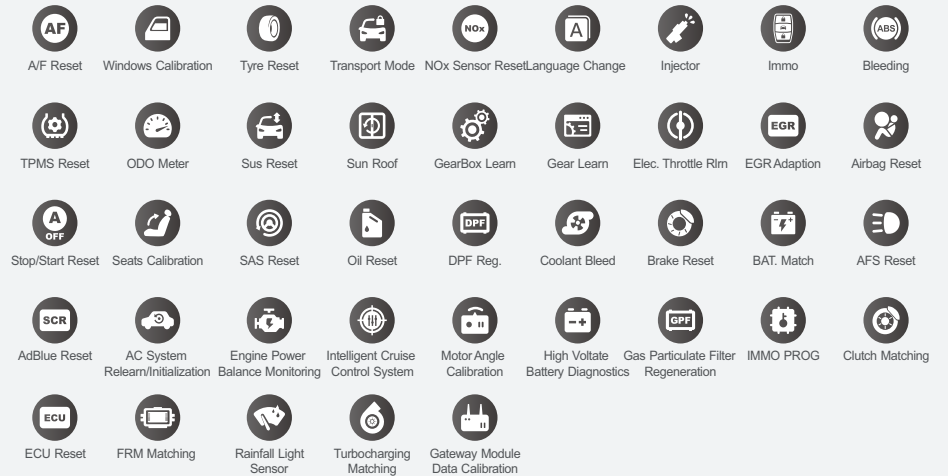 AF
NOx
A
ABS
A/F Reset
Windows Calibration
Tyre Reset
Transport Mode
NOx Sensor Reset
Language Change
Injector
Immo
Bleeding
EGR
TPMS Reset
ODO Meter
Sus Reset
Sun Roof
GearBox Learn
Gear Learn
Elec. Throttle Rlrn
EGR Adaption
Airbag Reset
A
OFF
DPF
Stop/Start Reset
Seats Calibration
SAS Reset
Oil Reset
DPF Reg.
Coolant Bleed
Brake Reset
BAT. Match
AFS Reset
SCR
GPF
AdBlue Reset
AC System
Relearn/Initialization
Engine Power
Balance Monitoring
Intelligent Cruise
Control System
Motor Angle
Calibration
High Voltate
Battery Diagnostics
Gas Particulate Filter
Regeneration
IMMO PROG
Clutch Matching
ECU
ECU Reset
FRM Matching
Rainfall Light
Sensor
Turbocharging
Matching
Gateway Module
Data Calibration